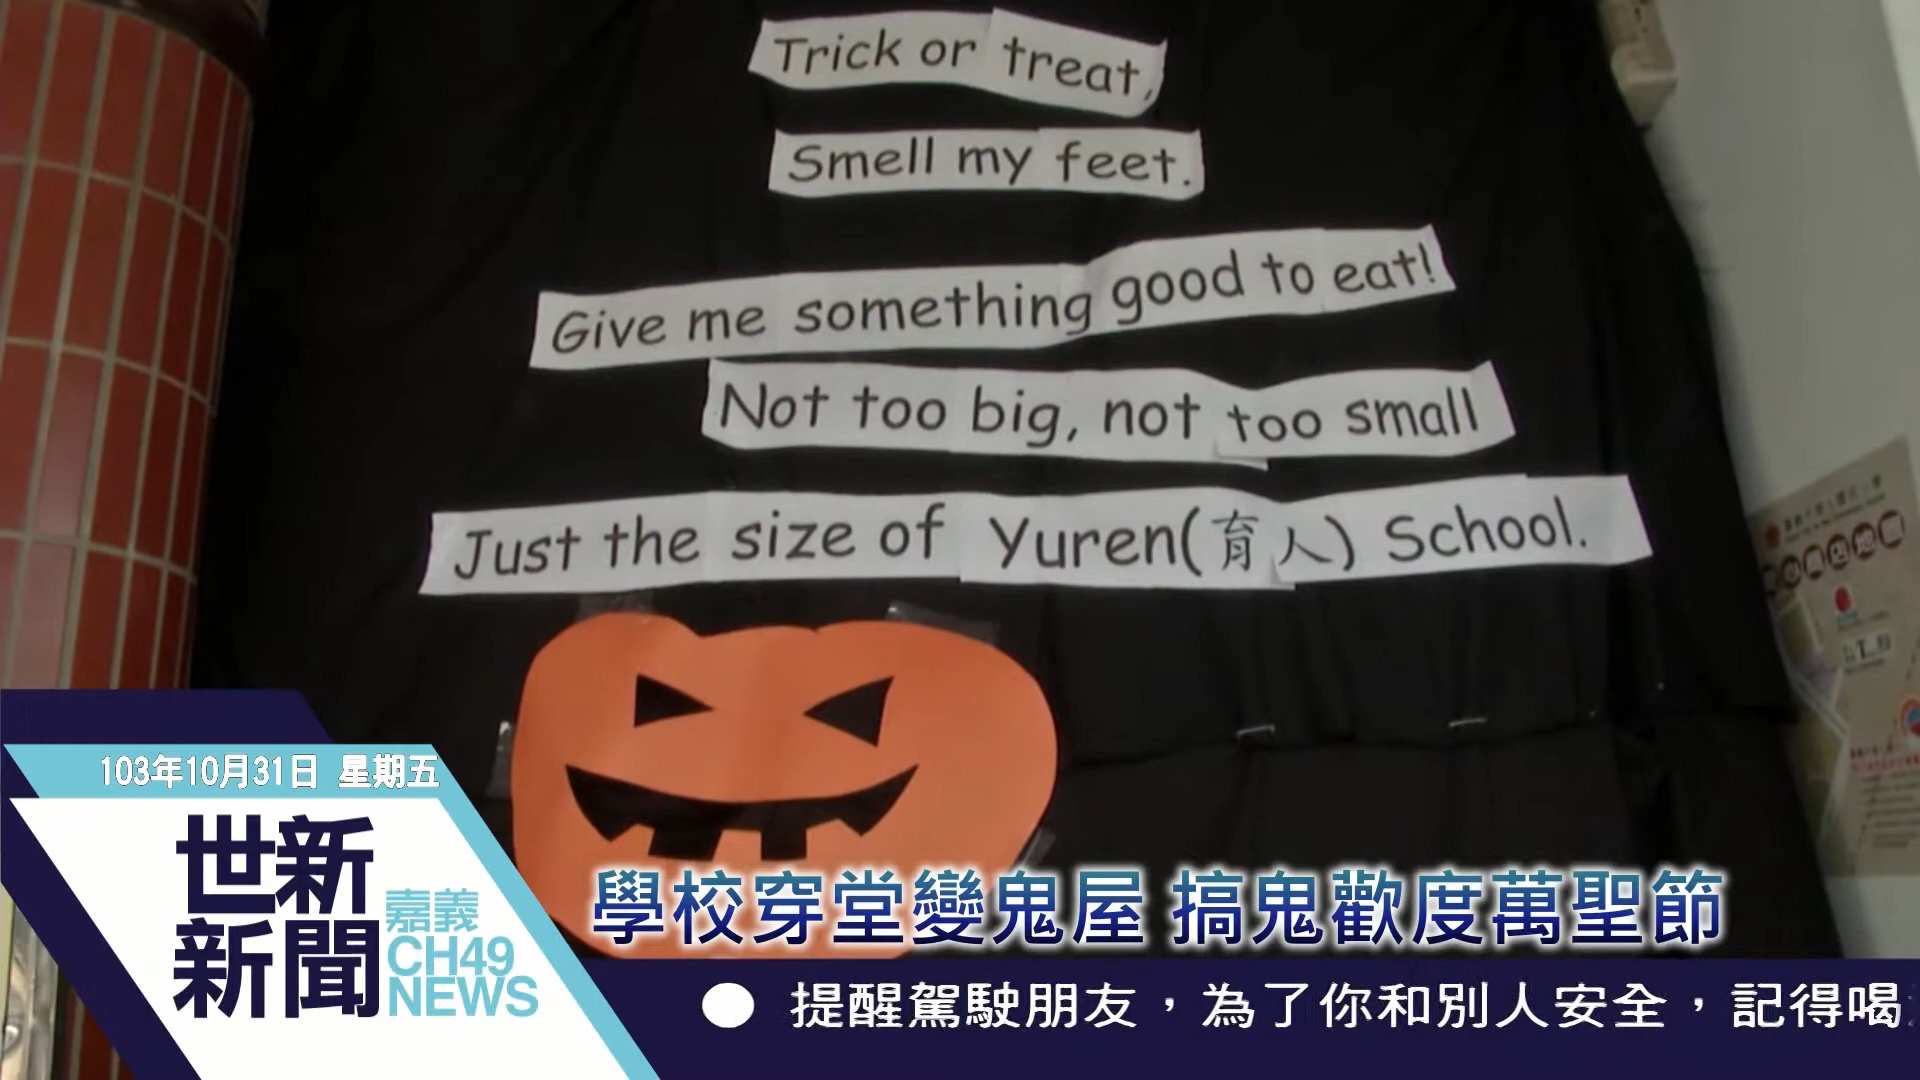 Trick or treat,
Smell my feet.
Give me something good to eat!
Not too big, not too small
Just the size of Yuren(育人) School.
103年10月31日 星期五
世新
新聞
嘉義
CH49
NEWS
學校穿堂變鬼屋 搞鬼歡度萬聖節
● 提醒駕駛朋友，為了你和別人安全，記得喝